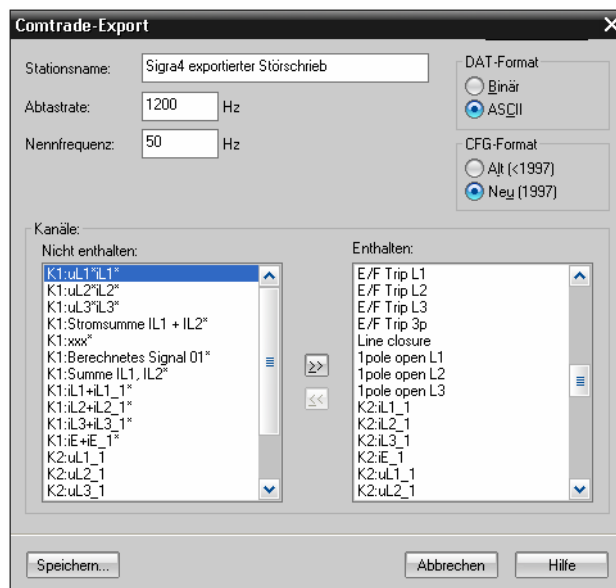 Comtrade-Export
Stationsname: Sigra4 exportierter Störschrieb
Abtastrate: 1200 Hz
Nennfrequenz: 50 Hz
DAT-Format
Binär
ASCII
CFG-Format
Alt (<1997)
Neu (1997)
Kanäle:
Nicht enthalten:
K1:uL1*iL1*
K1:uL2*iL2*
K1:uL3*iL3*
K1:Stromsumme IL1 + IL2*
K1:xxx*
K1:Berechnetes Signal 01*
K1:Summe IL1, IL2*
K1:iL1+iL1_1*
K1:iL2+iL2_1*
K1:iL3+iL3_1*
K1:iE+iE_1*
K2:uL1_1
K2:uL2_1
K2:uL3_1
>>
<<
Enthalten:
E/F Trip L1
E/F Trip L2
E/F Trip L3
E/F Trip 3p
Line closure
1pole open L1
1pole open L2
1pole open L3
K2:iL1_1
K2:iL2_1
K2:iL3_1
K2:iE_1
K2:uL1_1
K2:uL2_1
Speichern...
Abbrechen
Hilfe